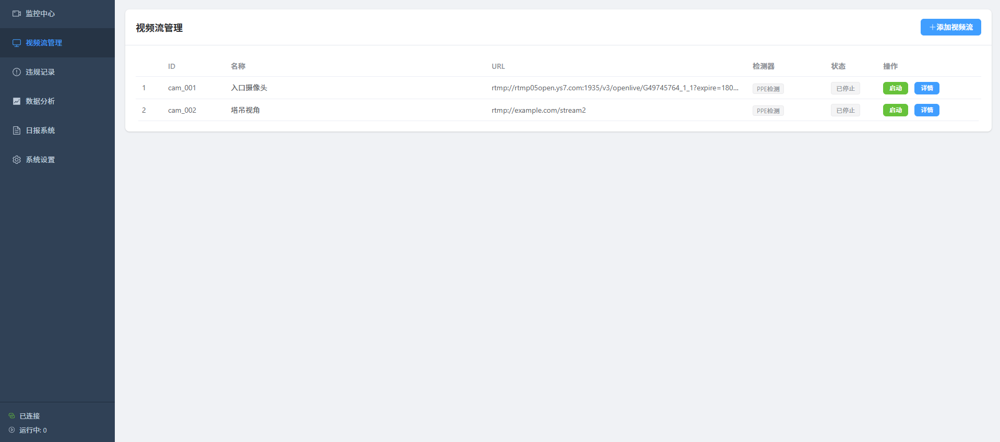 监控中心
视频流管理
违规记录
数据分析
日报系统
系统设置
已连接
运行中: 0
视频流管理
添加视频流
ID 名称 URL 检测器 状态 操作
1 cam_001 入口摄像头 rtmp://rtmp05open.ys7.com:1935/v3/openlive/G49745764_1_1?expire=180... PPE检测 已停止 启动 详情
2 cam_002 塔吊视角 rtmp://example.com/stream2 PPE检测 已停止 启动 详情